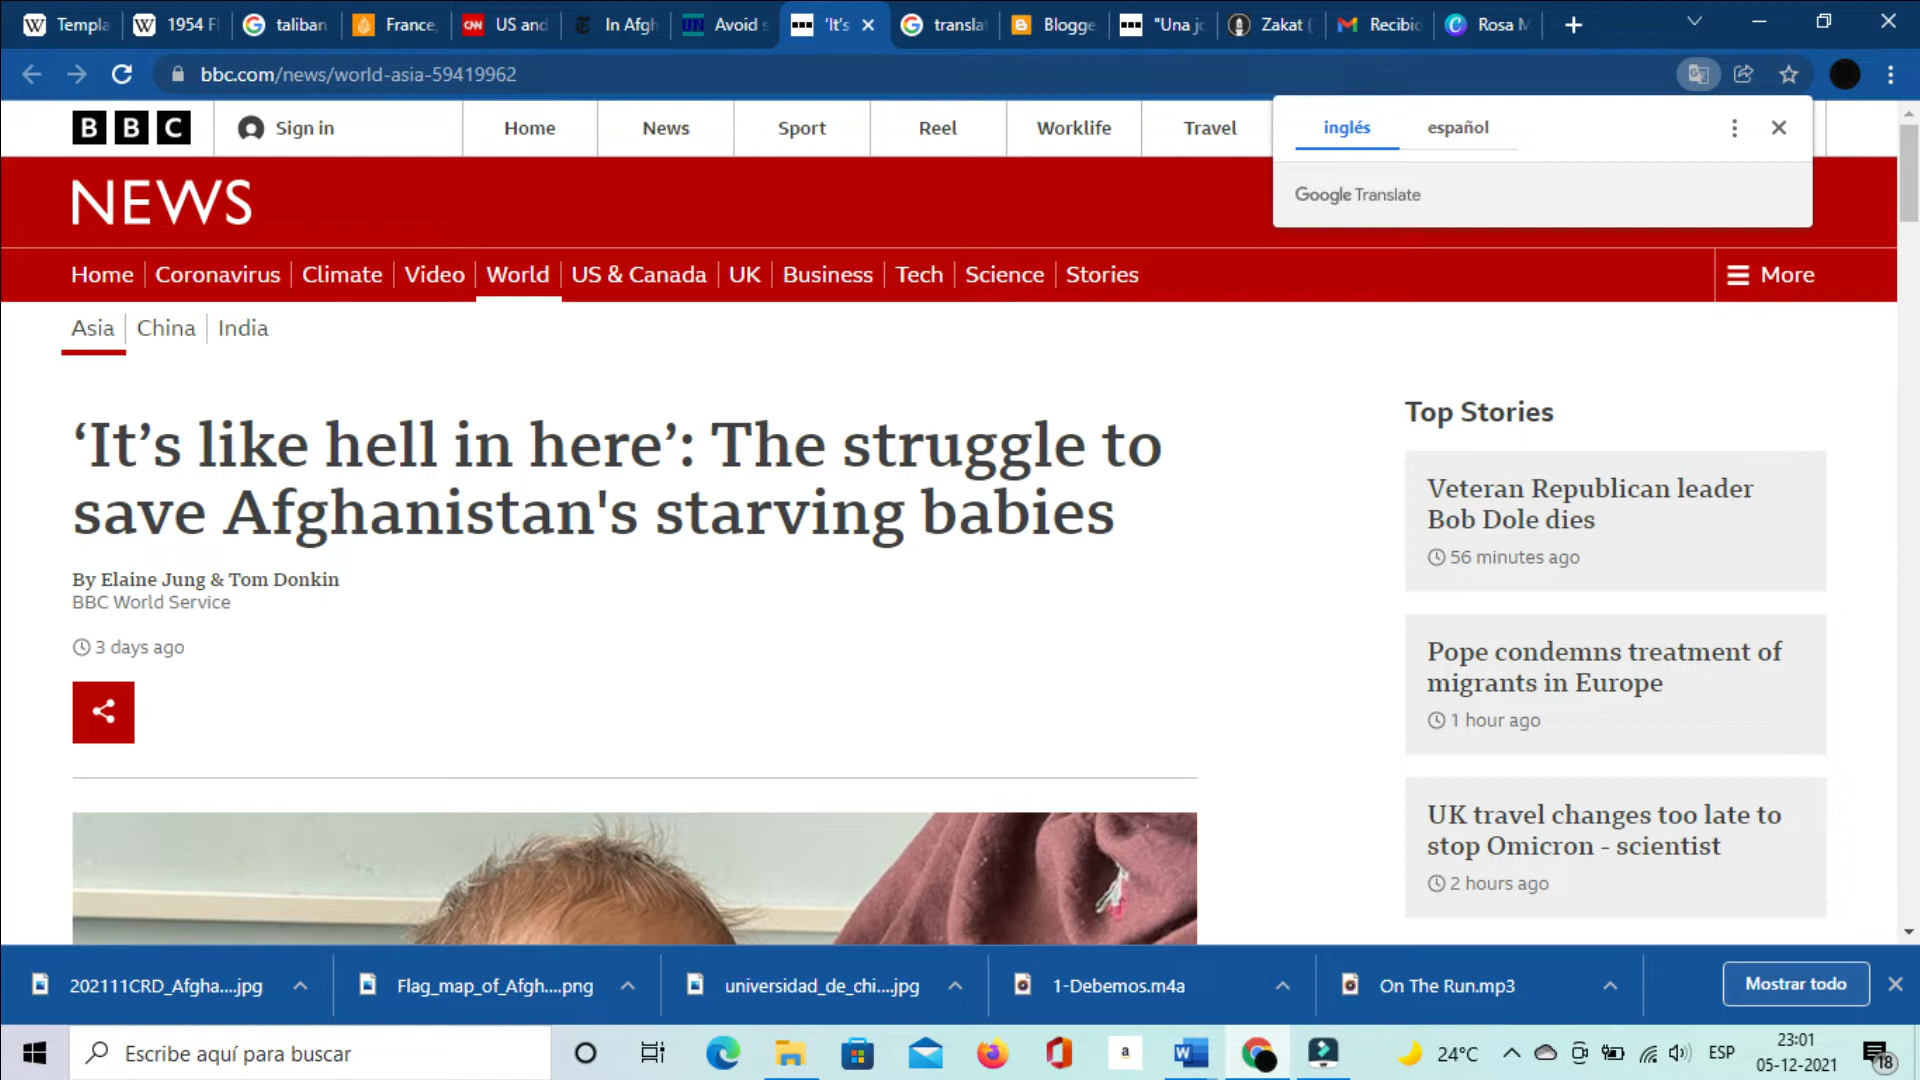 Templa
1954 F
taliban
France,
CNN
US and
In Afgh
UN
Avoid s
'It's
translat
Blogge
"Una jo
Zakat (
Recibid
Rosa M
bbc.com/news/world-asia-59419962
BBC
Sign in
Home
News
Sport
Reel
Worklife
Travel
inglés
español
Google Translate
NEWS
Home
Coronavirus
Climate
Video
World
US & Canada
UK
Business
Tech
Science
Stories
More
Asia
China
India
‘It’s like hell in here’: The struggle to
save Afghanistan's starving babies
By Elaine Jung & Tom Donkin
BBC World Service
3 days ago
Top Stories
Veteran Republican leader
Bob Dole dies
56 minutes ago
Pope condemns treatment of
migrants in Europe
1 hour ago
UK travel changes too late to
stop Omicron - scientist
2 hours ago
202111CRD_Afgha....jpg
Flag_map_of_Afgh....png
universidad_de_chi....jpg
1-Debemos.m4a
On The Run.mp3
Mostrar todo
Escribe aquí para buscar
24°C
ESP
23:01
05-12-2021
18